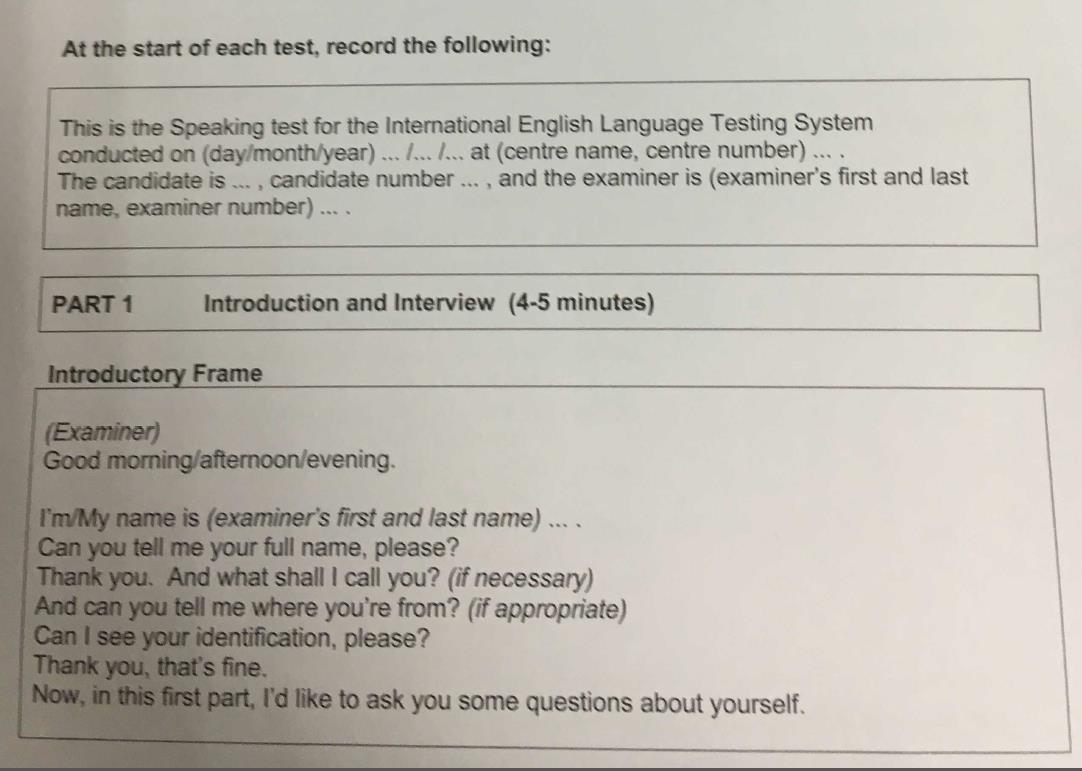 At the start of each test, record the following:
This is the Speaking test for the International English Language Testing System
conducted on (day/month/year) ... /... /... at (centre name, centre number) ... .
The candidate is ... , candidate number ... , and the examiner is (examiner's first and last
name, examiner number) ... .
PART 1 Introduction and Interview (4-5 minutes)
Introductory Frame
(Examiner)
Good morning/afternoon/evening.
I'm/My name is (examiner's first and last name) ... .
Can you tell me your full name, please?
Thank you. And what shall I call you? (if necessary)
And can you tell me where you're from? (if appropriate)
Can I see your identification, please?
Thank you, that's fine.
Now, in this first part, I'd like to ask you some questions about yourself.